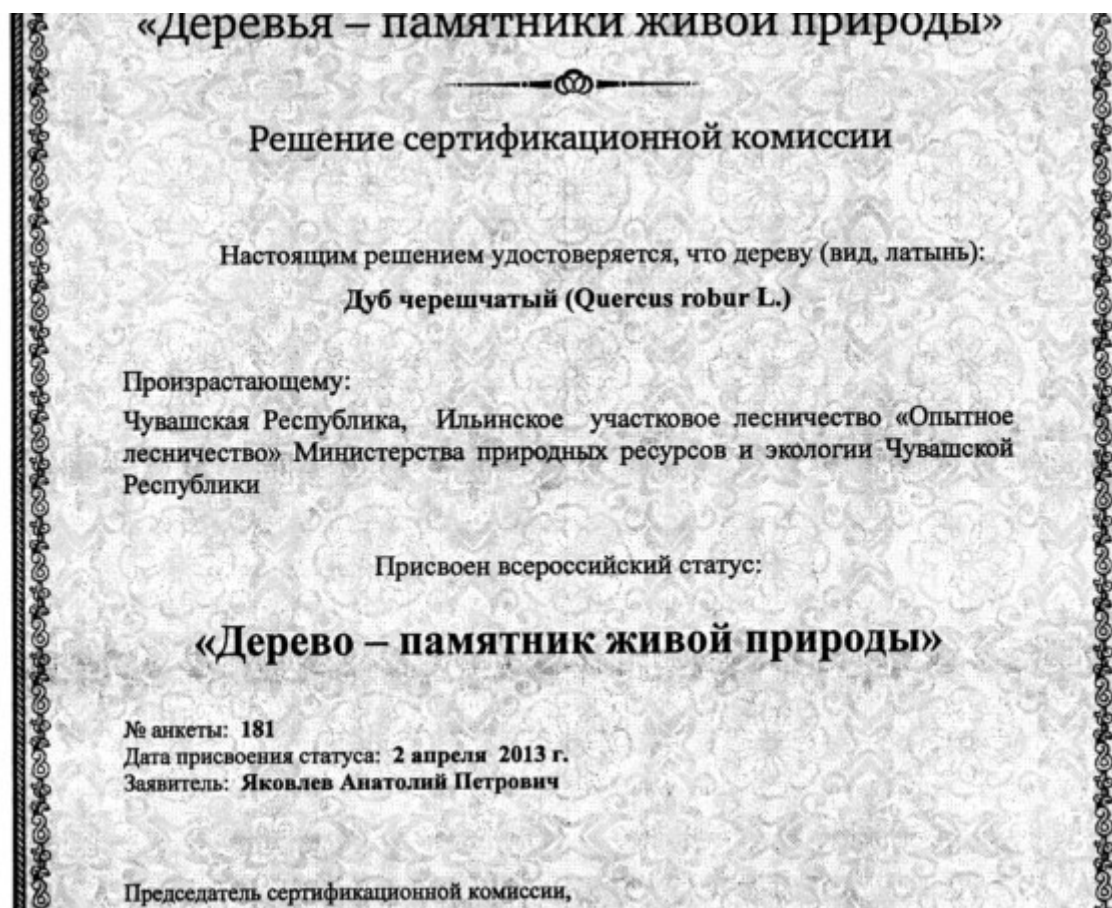 «Деревья – памятники живой природы»
Решение сертификационной комиссии
Настоящим решением удостоверяется, что дереву (вид, латынь):
Дуб черешчатый (Quercus robur L.)
Произрастающему:
Чувашская Республика, Ильинское участковое лесничество «Опытное
лесничество» Министерства природных ресурсов и экологии Чувашской
Республики
Присвоен всероссийский статус:
«Дерево – памятник живой природы»
№ анкеты: 181
Дата присвоения статуса: 2 апреля 2013 г.
Заявитель: Яковлев Анатолий Петрович
Председатель сертификационной комиссии,